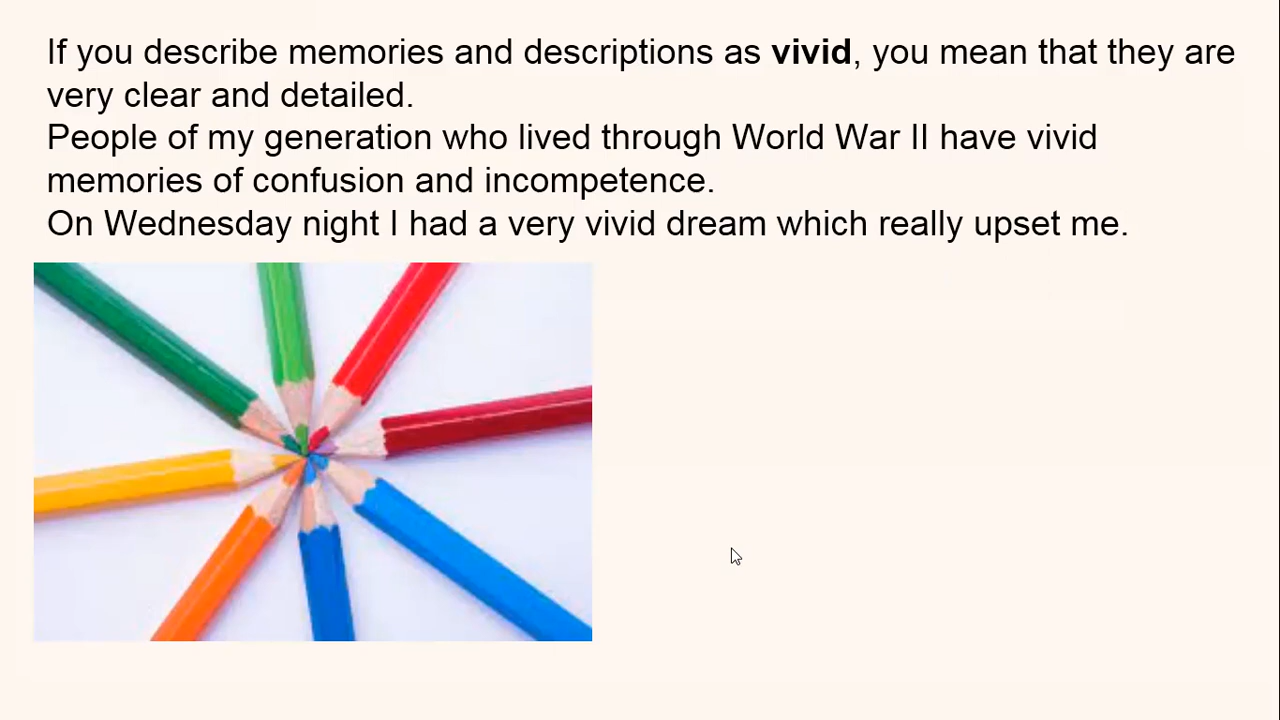 If you describe memories and descriptions as vivid, you mean that they are
very clear and detailed.
People of my generation who lived through World War II have vivid
memories of confusion and incompetence.
On Wednesday night I had a very vivid dream which really upset me.